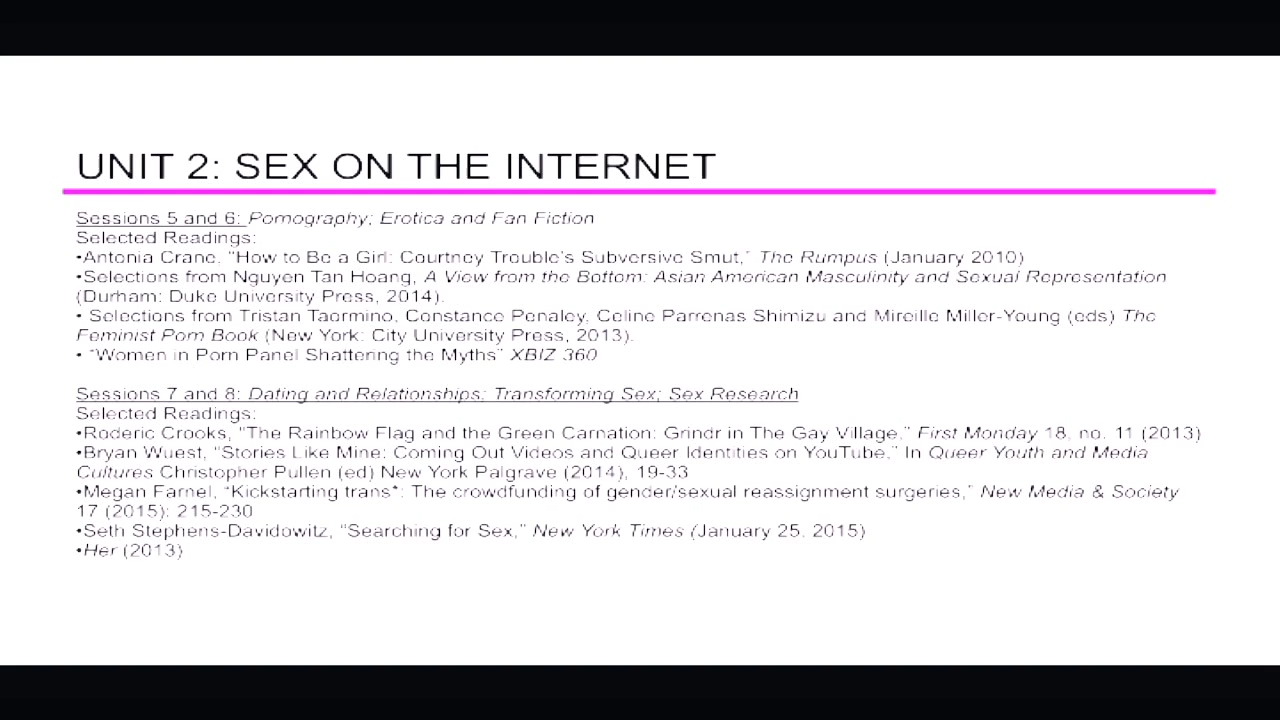 UNIT 2: SEX ON THE INTERNET
Sessions 5 and 6: Pornography; Erotica and Fan Fiction
Selected Readings:
•Antonia Crane, “How to Be a Girl: Courtney Trouble's Subversive Smut,” The Rumpus (January 2010)
•Selections from Nguyen Tan Hoang, A View from the Bottom: Asian American Masculinity and Sexual Representation
(Durham: Duke University Press, 2014).
• Selections from Tristan Taormino, Constance Penaley, Celine Parrenas Shimizu and Mireille Miller-Young (eds) The
Feminist Porn Book (New York: City University Press, 2013).
• “Women in Porn Panel Shattering the Myths” XBIZ 360
Sessions 7 and 8: Dating and Relationships; Transforming Sex; Sex Research
Selected Readings:
•Roderic Crooks, “The Rainbow Flag and the Green Carnation: Grindr in The Gay Village,” First Monday 18, no. 11 (2013)
•Bryan Wuest, “Stories Like Mine: Coming Out Videos and Queer Identities on YouTube,” In Queer Youth and Media
Cultures Christopher Pullen (ed) New York Palgrave (2014), 19-33
•Megan Farnel, “Kickstarting trans*: The crowdfunding of gender/sexual reassignment surgeries,” New Media & Society
17 (2015): 215-230
•Seth Stephens-Davidowitz, “Searching for Sex,” New York Times (January 25, 2015)
•Her (2013)